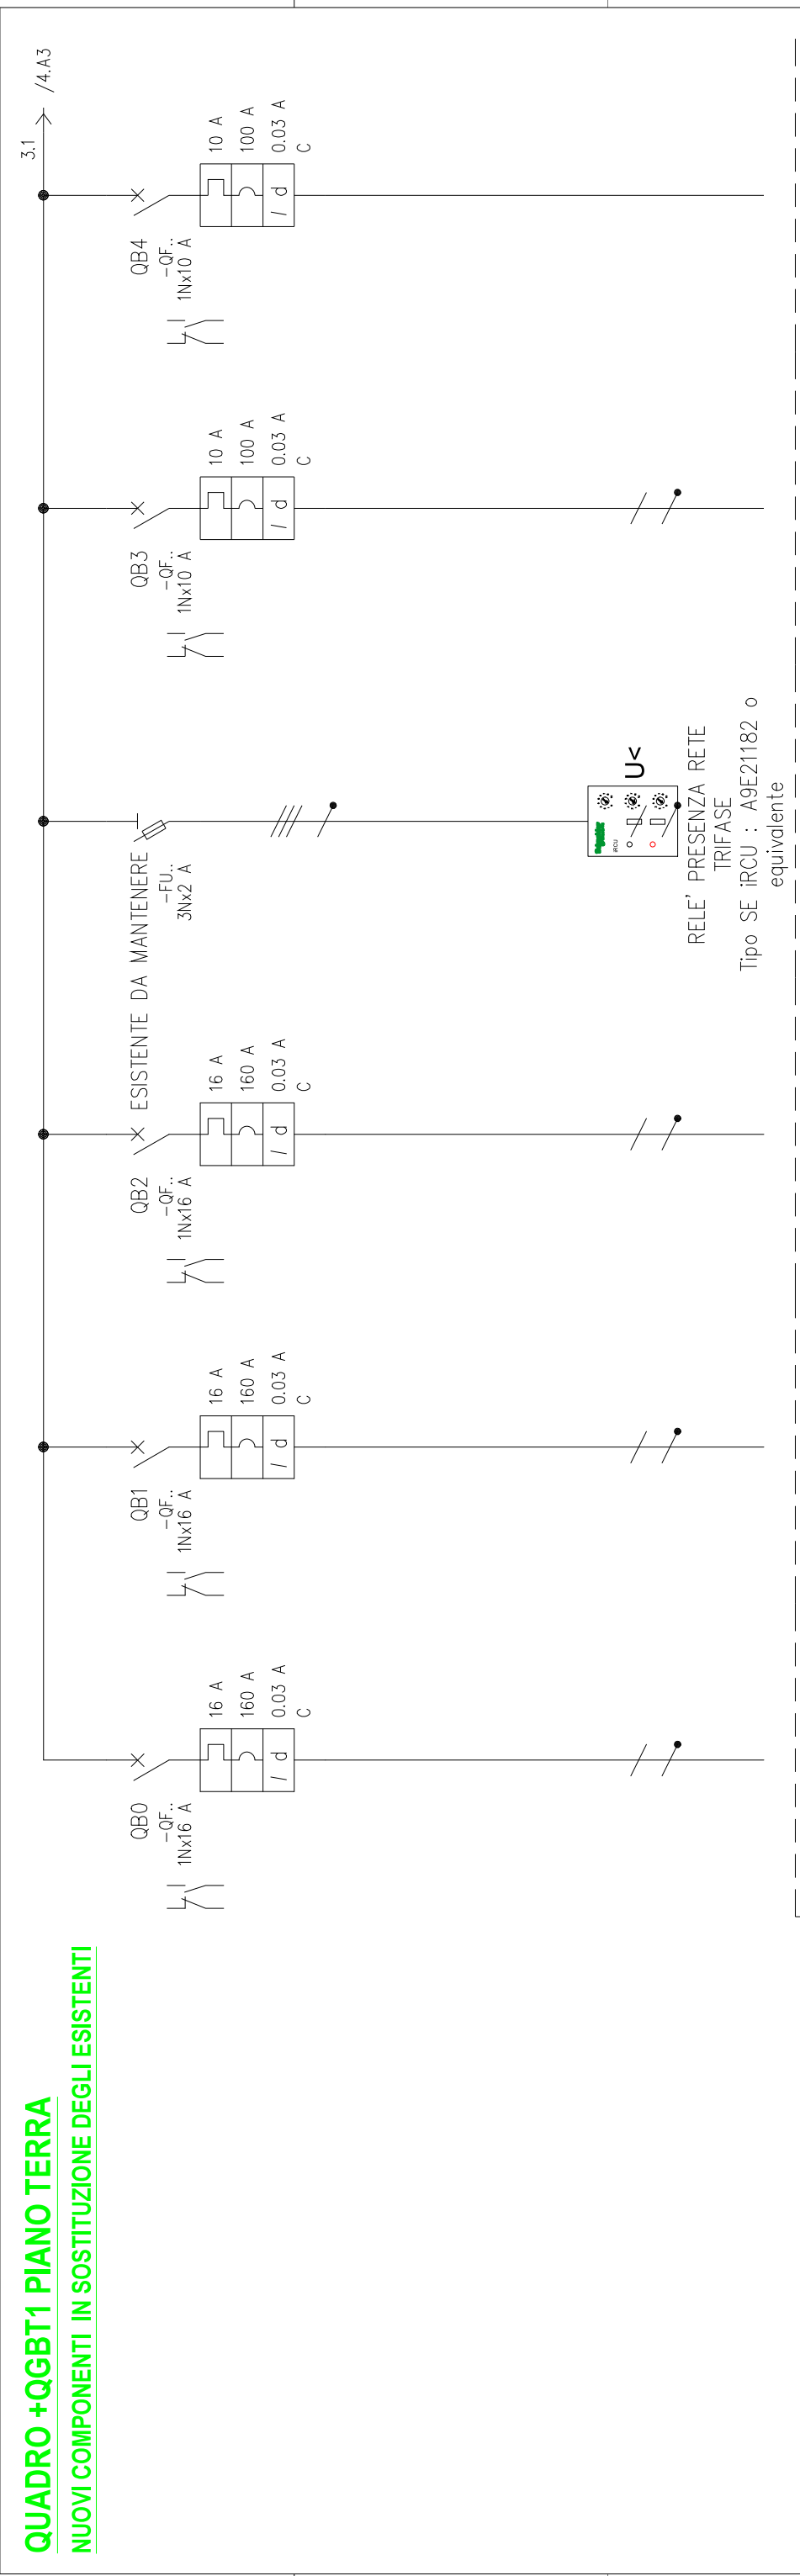 QUADRO +QGBT1 PIANO TERRA
NUOVI COMPONENTI IN SOSTITUZIONE DEGLI ESISTENTI
QB0
-QF..
1Nx16 A
16 A
160 A
0.03 A
C
I d
QB1
-QF..
1Nx16 A
16 A
160 A
0.03 A
C
I d
QB2
-QF..
1Nx16 A
16 A
160 A
0.03 A
C
I d
ESISTENTE DA MANTENERE
-FU..
3Nx2 A
iRCU
U<
RELE' PRESENZA RETE
TRIFASE
Tipo SE iRCU : A9E21182 o
equivalente
QB3
-QF..
1Nx10 A
10 A
100 A
0.03 A
C
I d
QB4
-QF..
1Nx10 A
10 A
100 A
0.03 A
C
I d
3.1
/4.A3